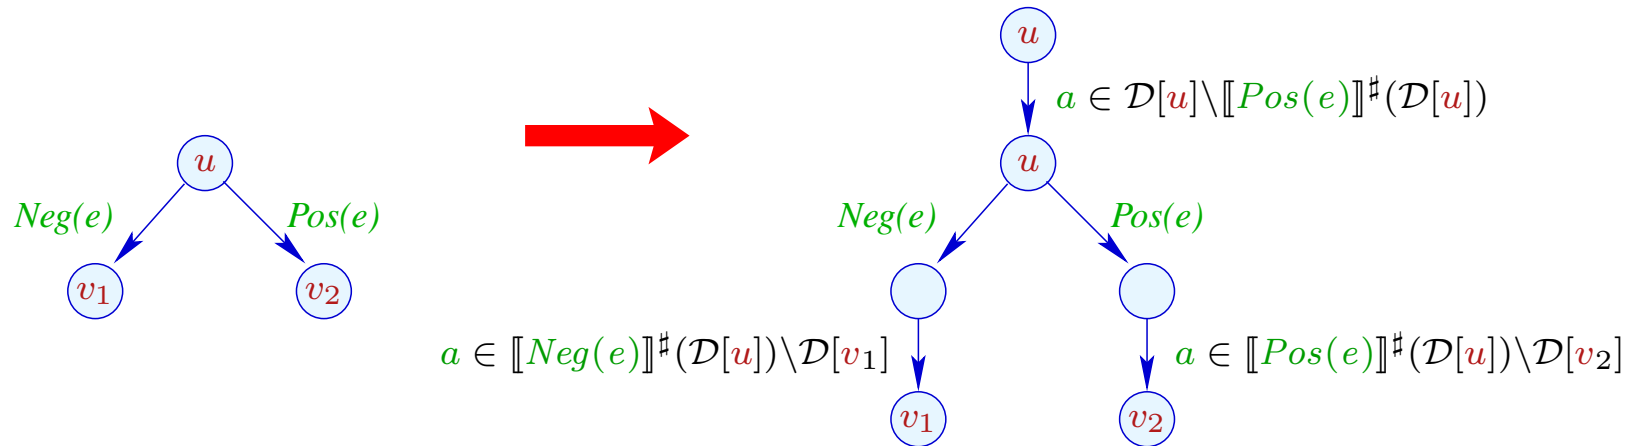 u
a ∈ 𝒟[u]\⟦Pos(e)⟧♯(𝒟[u])
u
u
Neg(e)
Pos(e)
Neg(e)
Pos(e)
v₁
v₂
a ∈ ⟦Neg(e)⟧♯(𝒟[u])\𝒟[v₁]
a ∈ ⟦Pos(e)⟧♯(𝒟[u])\𝒟[v₂]
v₁
v₂